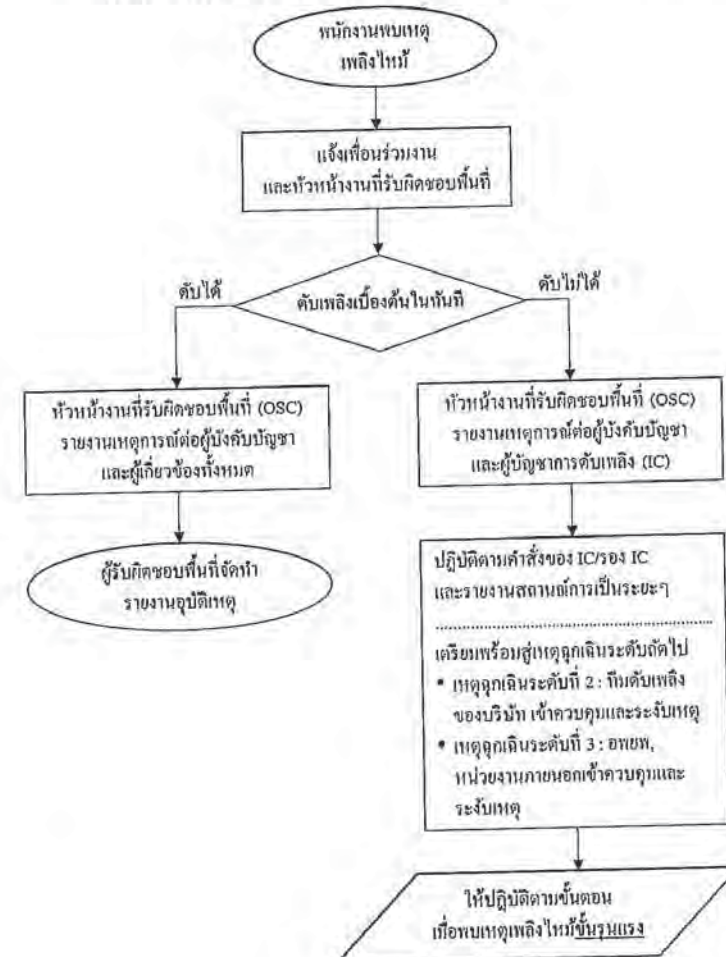 พนักงานพบเหตุ
เพลิงไหม้
แจ้งเพื่อนร่วมงาน
และหัวหน้างานที่รับผิดชอบพื้นที่
ดับเพลิงเบื้องต้นในทันที
ดับได้
ดับไม่ได้
หัวหน้างานที่รับผิดชอบพื้นที่ (OSC)
รายงานเหตุการณ์ต่อผู้บังคับบัญชา
และผู้เกี่ยวข้องทั้งหมด
ผู้รับผิดชอบพื้นที่จัดทำ
รายงานอุบัติเหตุ
หัวหน้างานที่รับผิดชอบพื้นที่ (OSC)
รายงานเหตุการณ์ต่อผู้บังคับบัญชา
และผู้บัญชาการดับเพลิง (IC)
ปฏิบัติตามคำสั่งของ IC/รอง IC
และรายงานสถานณ์การเป็นระยะๆ
เตรียมพร้อมสู่เหตุฉุกเฉินระดับถัดไป
* เหตุฉุกเฉินระดับที่ 2 : ทีมดับเพลิง
ของบริษัท เข้าควบคุมและระงับเหตุ
* เหตุฉุกเฉินระดับที่ 3 : อพยพ,
หน่วยงานภายนอกเข้าควบคุมและ
ระงับเหตุ
ให้ปฏิบัติตามขั้นตอน
เมื่อพบเหตุเพลิงไหม้ขั้นรุนแรง